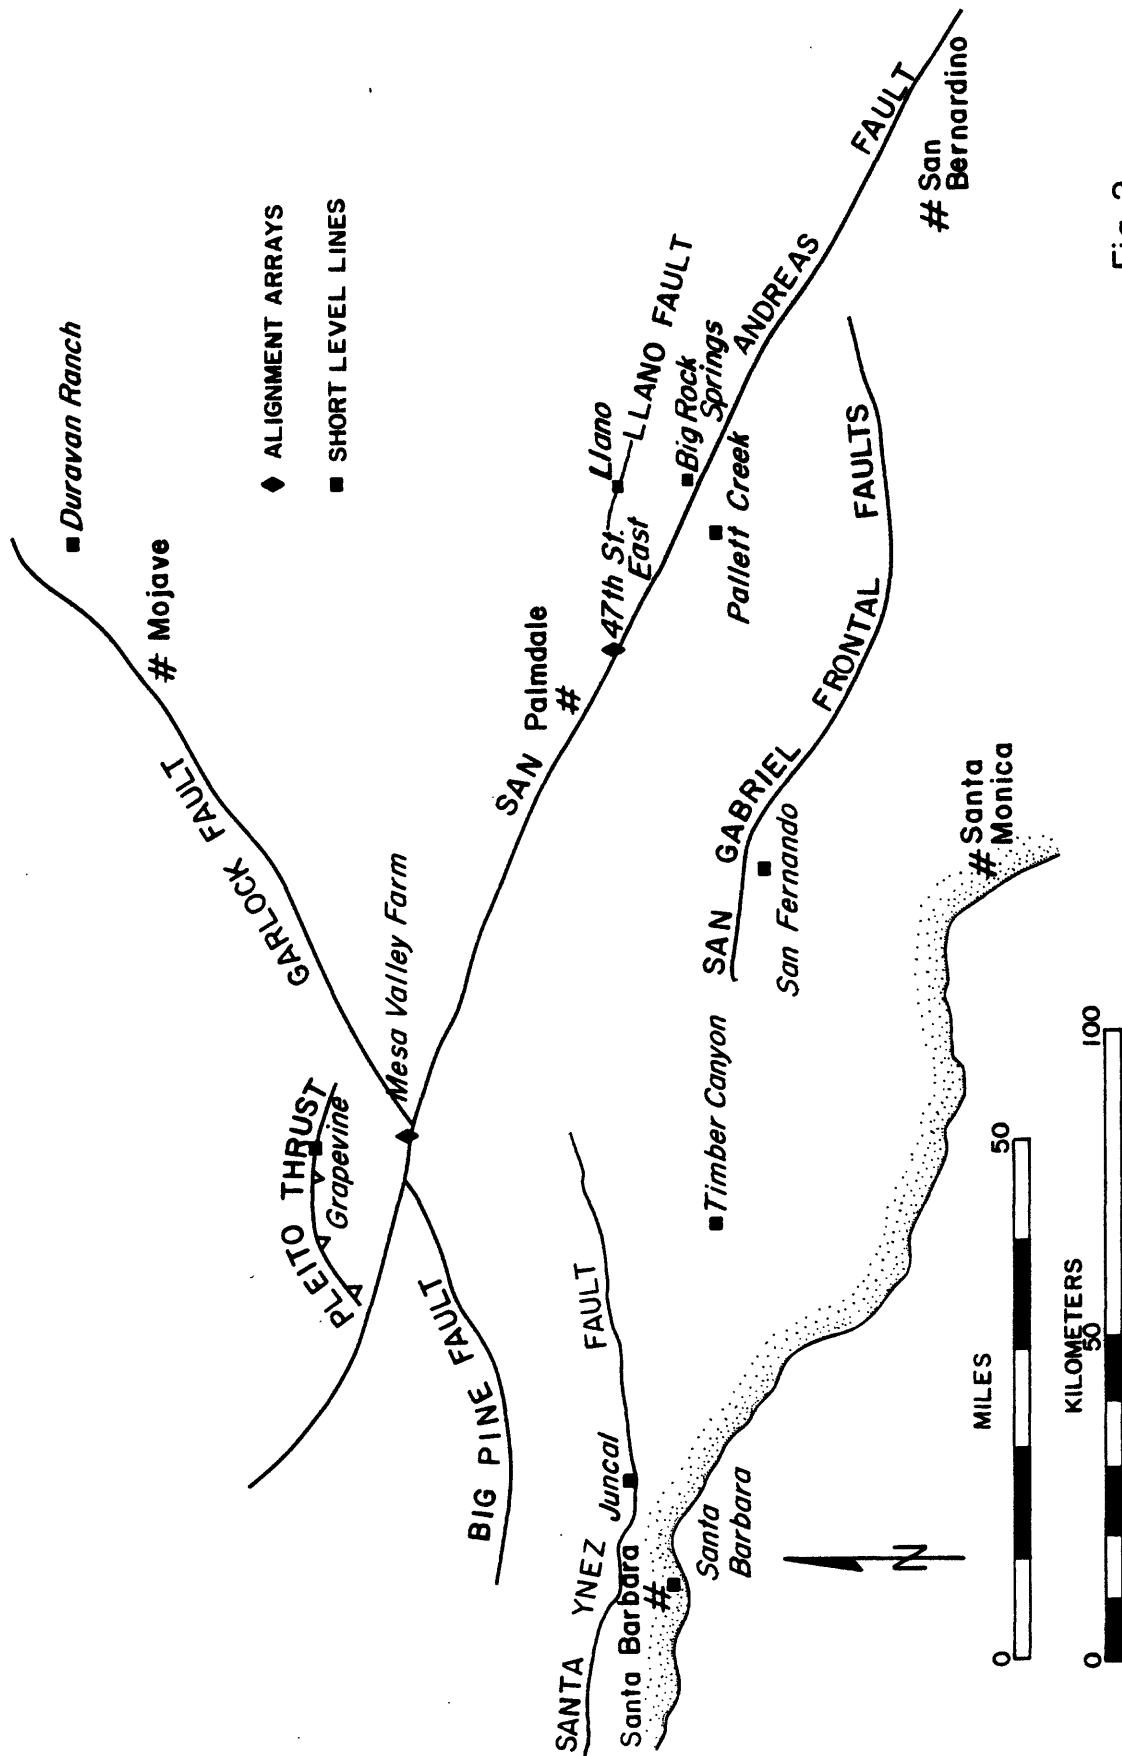 Duravan Ranch
# Mojave
ALIGNMENT ARRAYS
SHORT LEVEL LINES
GARLOCK FAULT
PLEITO THRUST
Grapevine
Mesa Valley Farm
BIG PINE FAULT
SAN ANDREAS FAULT
Palmdale
#
47th St.
East
Llano
LLANO FAULT
Big Rock
Springs
Pallett Creek
# San
Bernardino
SAN GABRIEL FRONTAL FAULTS
San Fernando
Timber Canyon
SANTA YNEZ FAULT
Juncal
Santa Barbara
#
Santa
Barbara
# Santa
Monica
N
MILES
0 50
KILOMETERS
0 50 100